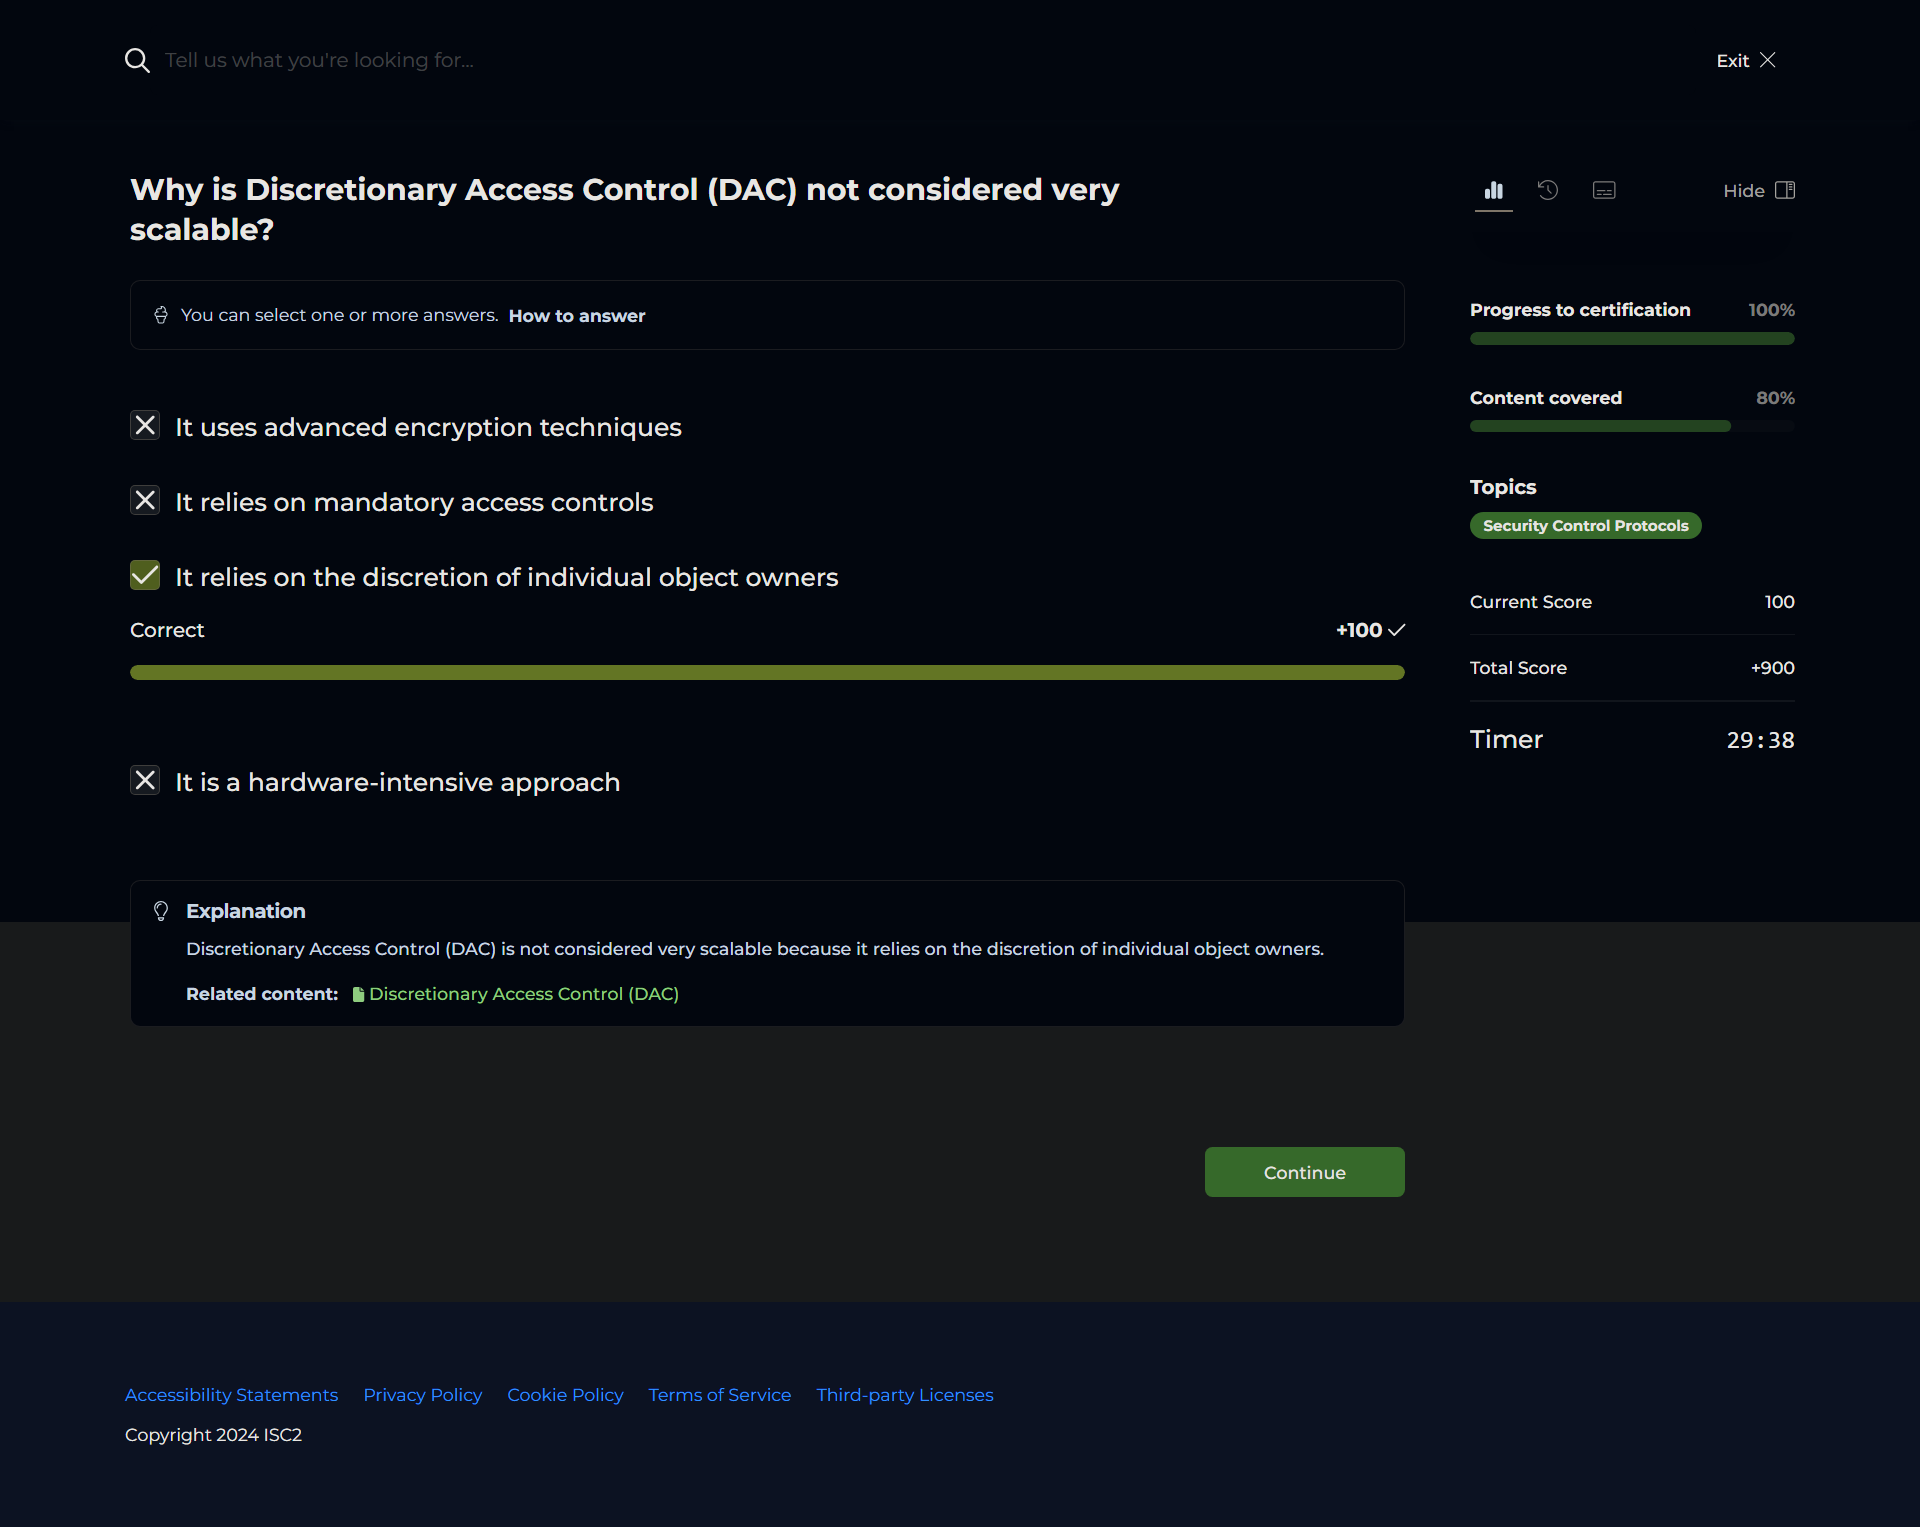 Tell us what you're looking for...
Exit
Why is Discretionary Access Control (DAC) not considered very
scalable?
Hide
You can select one or more answers. How to answer
Progress to certification 100%
Content covered 80%
It uses advanced encryption techniques
It relies on mandatory access controls
Topics
Security Control Protocols
It relies on the discretion of individual object owners
Correct +100
Current Score 100
Total Score +900
Timer 29:38
It is a hardware-intensive approach
Explanation
Discretionary Access Control (DAC) is not considered very scalable because it relies on the discretion of individual object owners.
Related content: Discretionary Access Control (DAC)
Continue
Accessibility Statements Privacy Policy Cookie Policy Terms of Service Third-party Licenses
Copyright 2024 ISC2